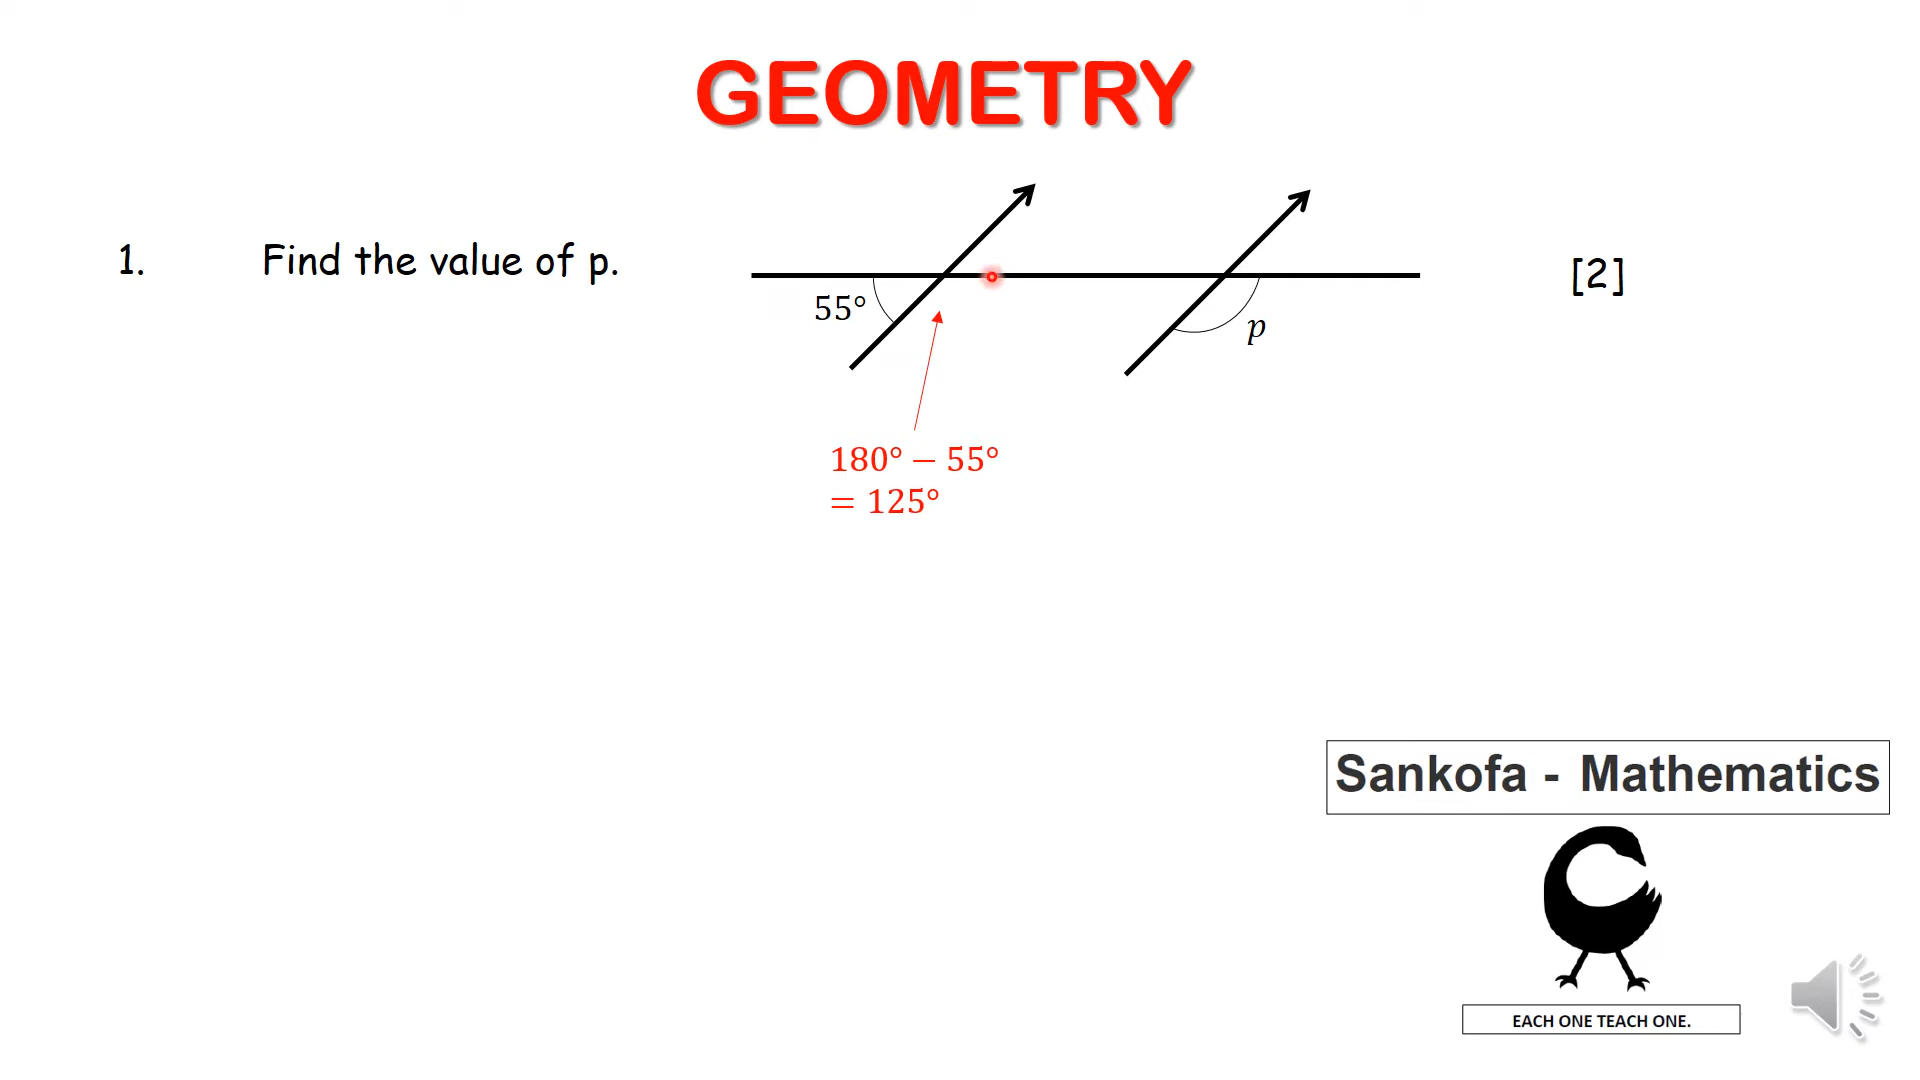 GEOMETRY
1. Find the value of p. [2]
55°
p
180° − 55°
= 125°
Sankofa - Mathematics
EACH ONE TEACH ONE.